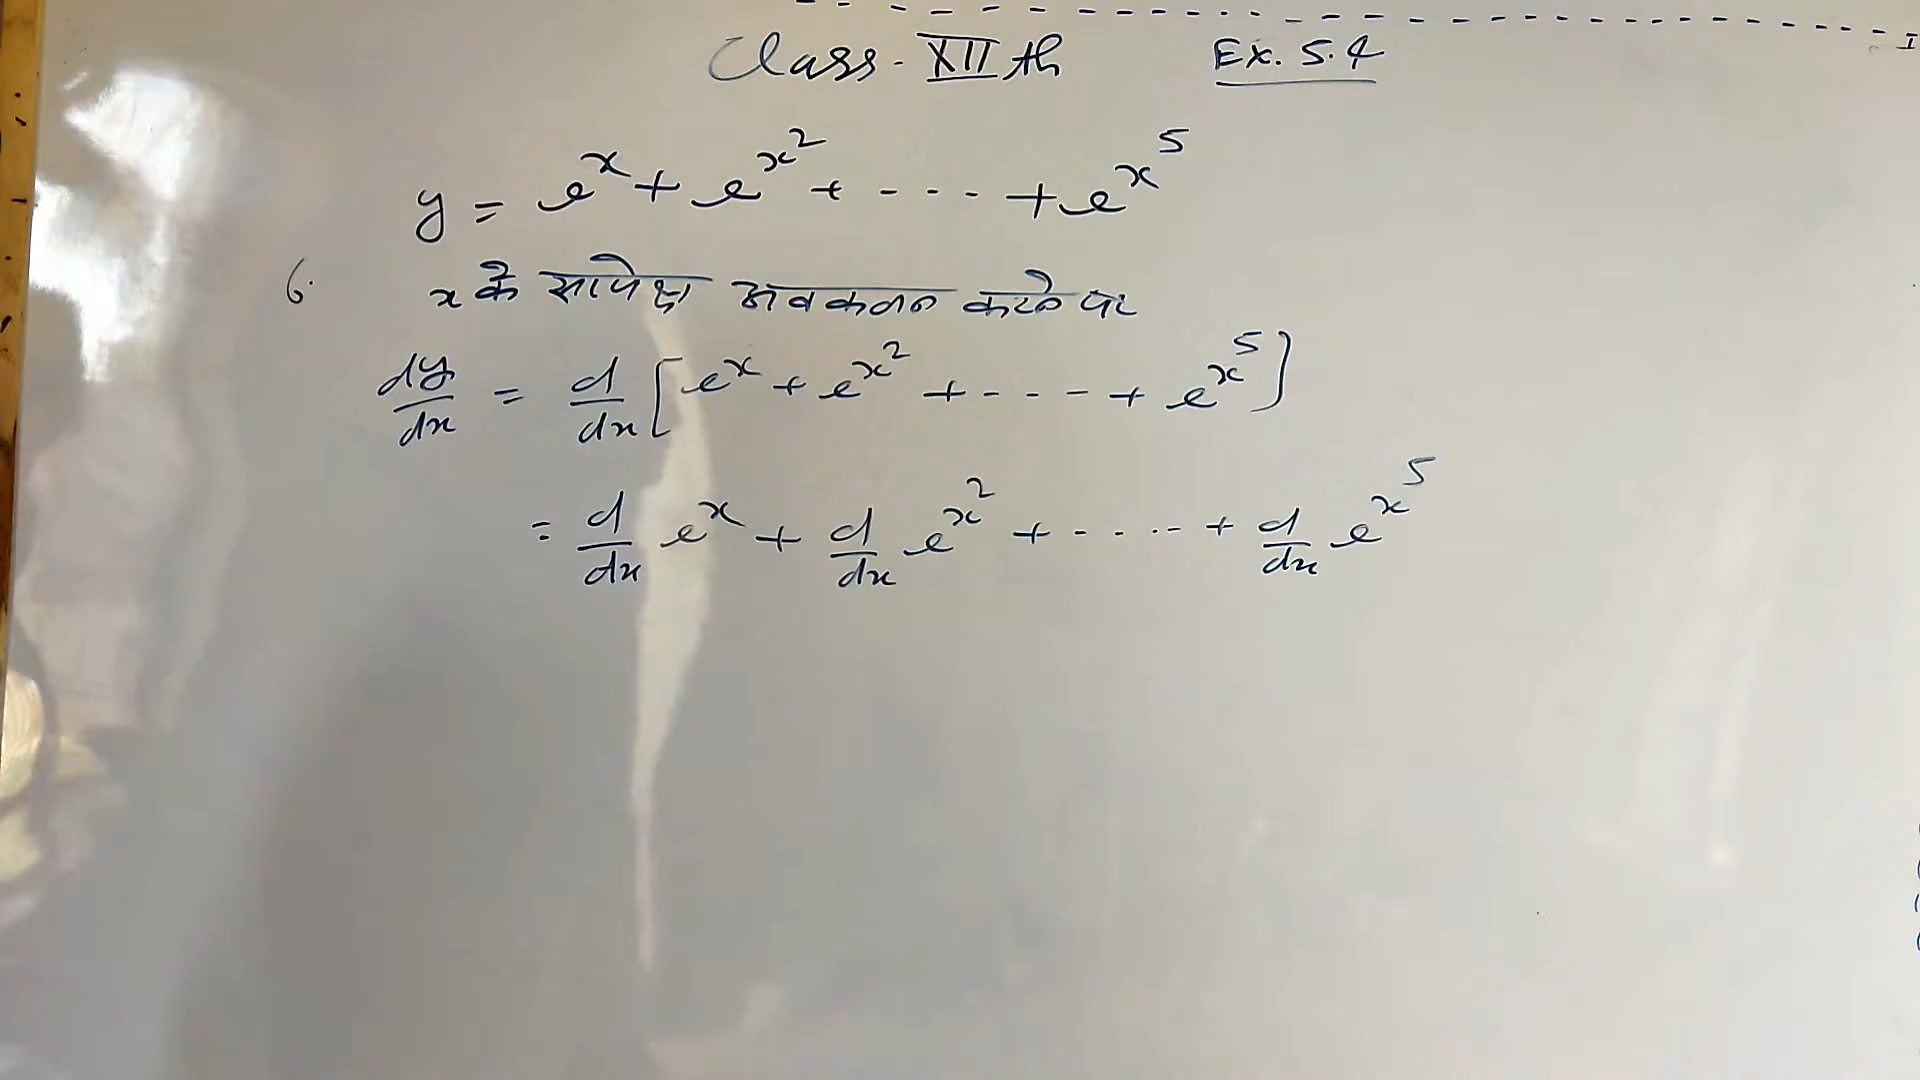 Class - XII th Ex. 5.4
y = e^x + e^{x^2} + - - - - + e^{x^5}
6. x के सापेक्ष अवकलन करने पर
dy/dx = d/dx [e^x + e^{x^2} + - - - - + e^{x^5}]
= d/dx e^x + d/dx e^{x^2} + - - - - - + d/dx e^{x^5}